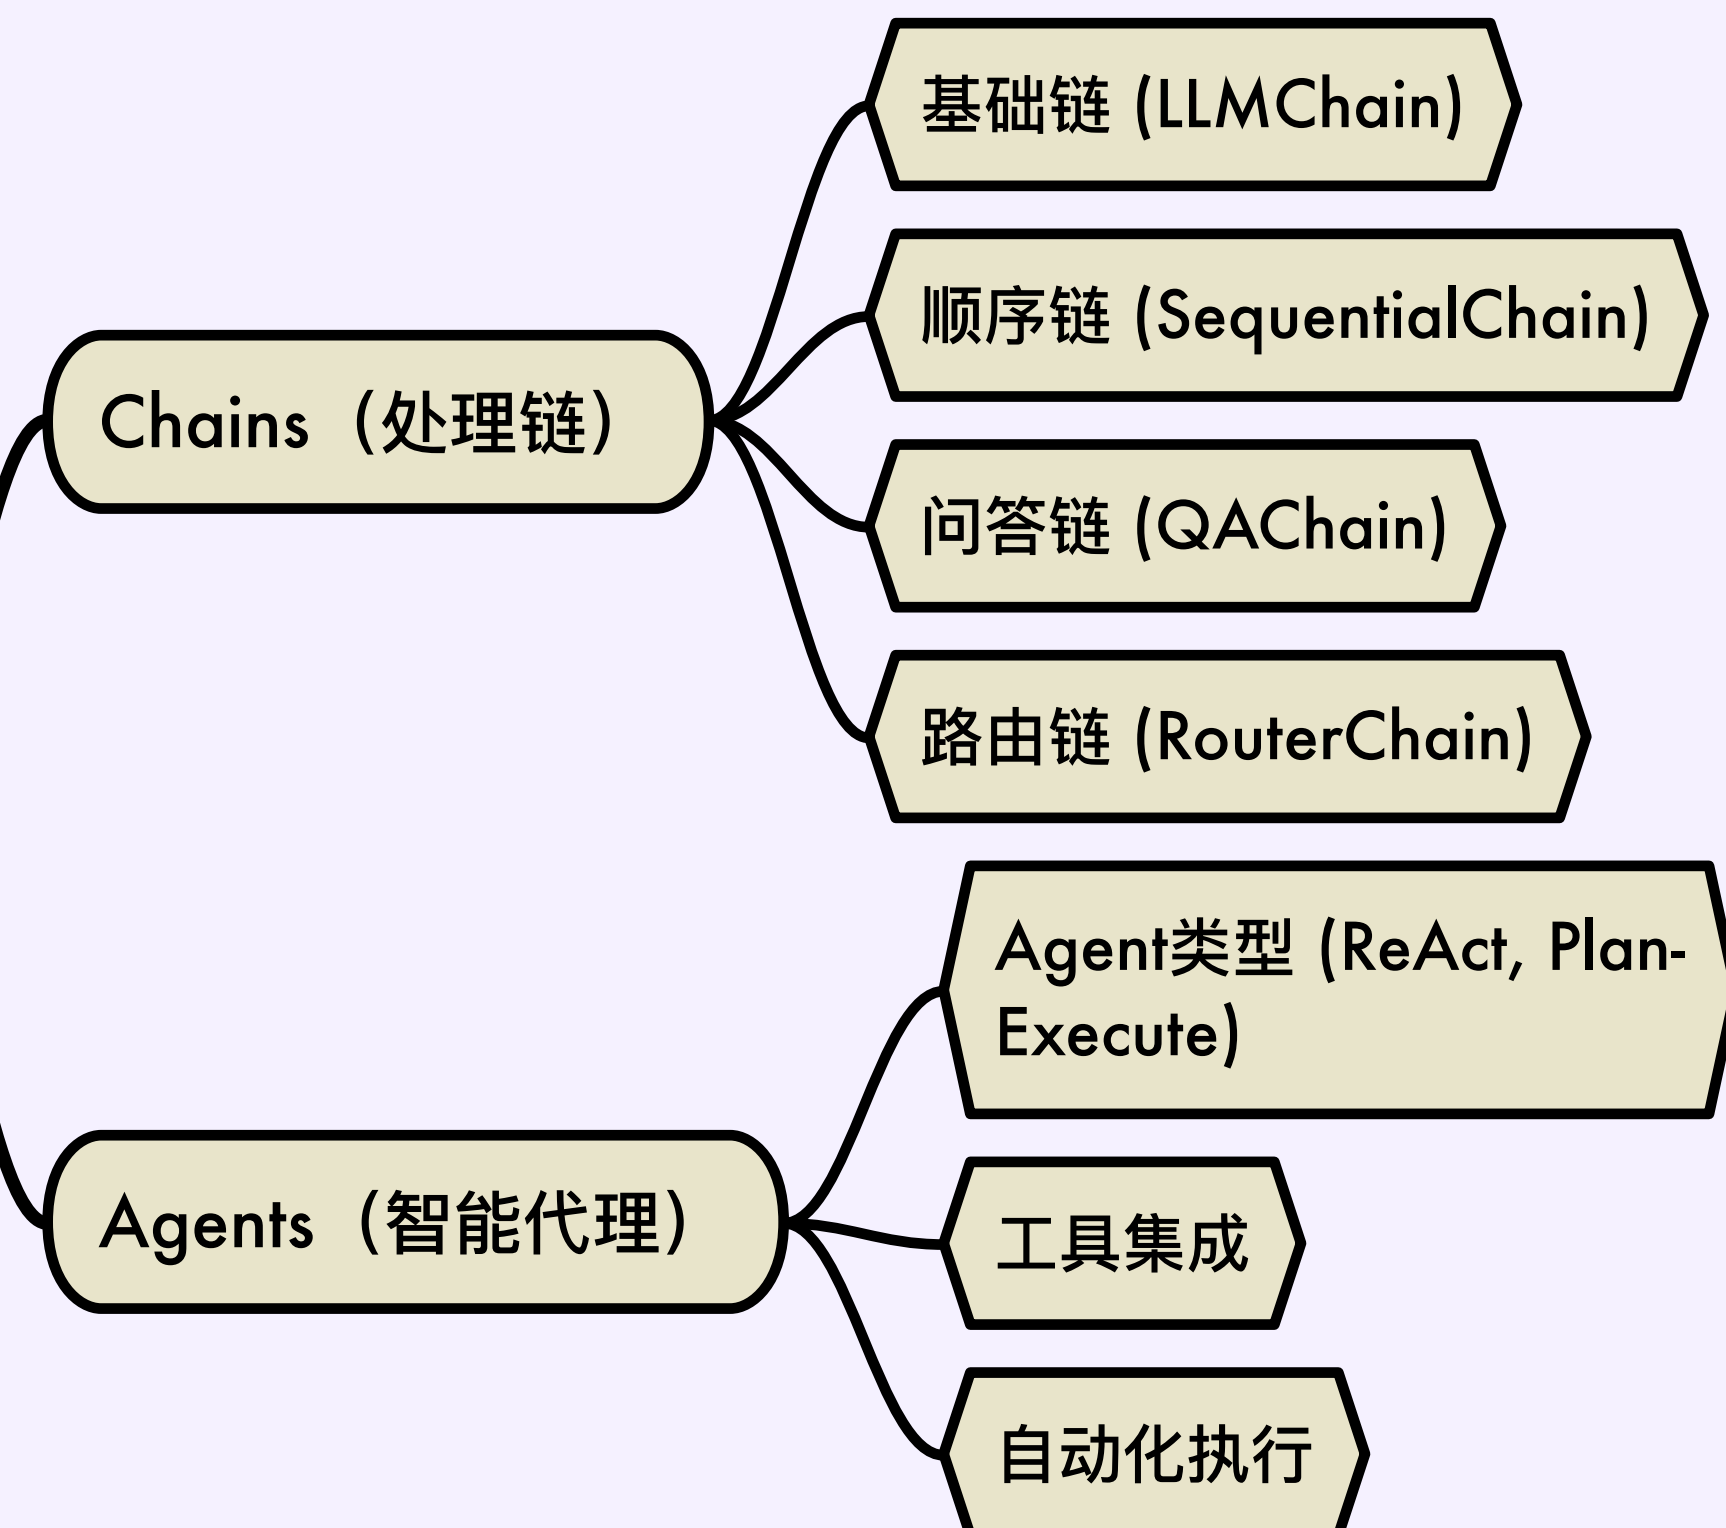 基础链 (LLMChain)
顺序链 (SequentialChain)
Chains（处理链）
问答链 (QAChain)
路由链 (RouterChain)
Agent类型 (ReAct, Plan-
Execute)
Agents（智能代理）
工具集成
自动化执行